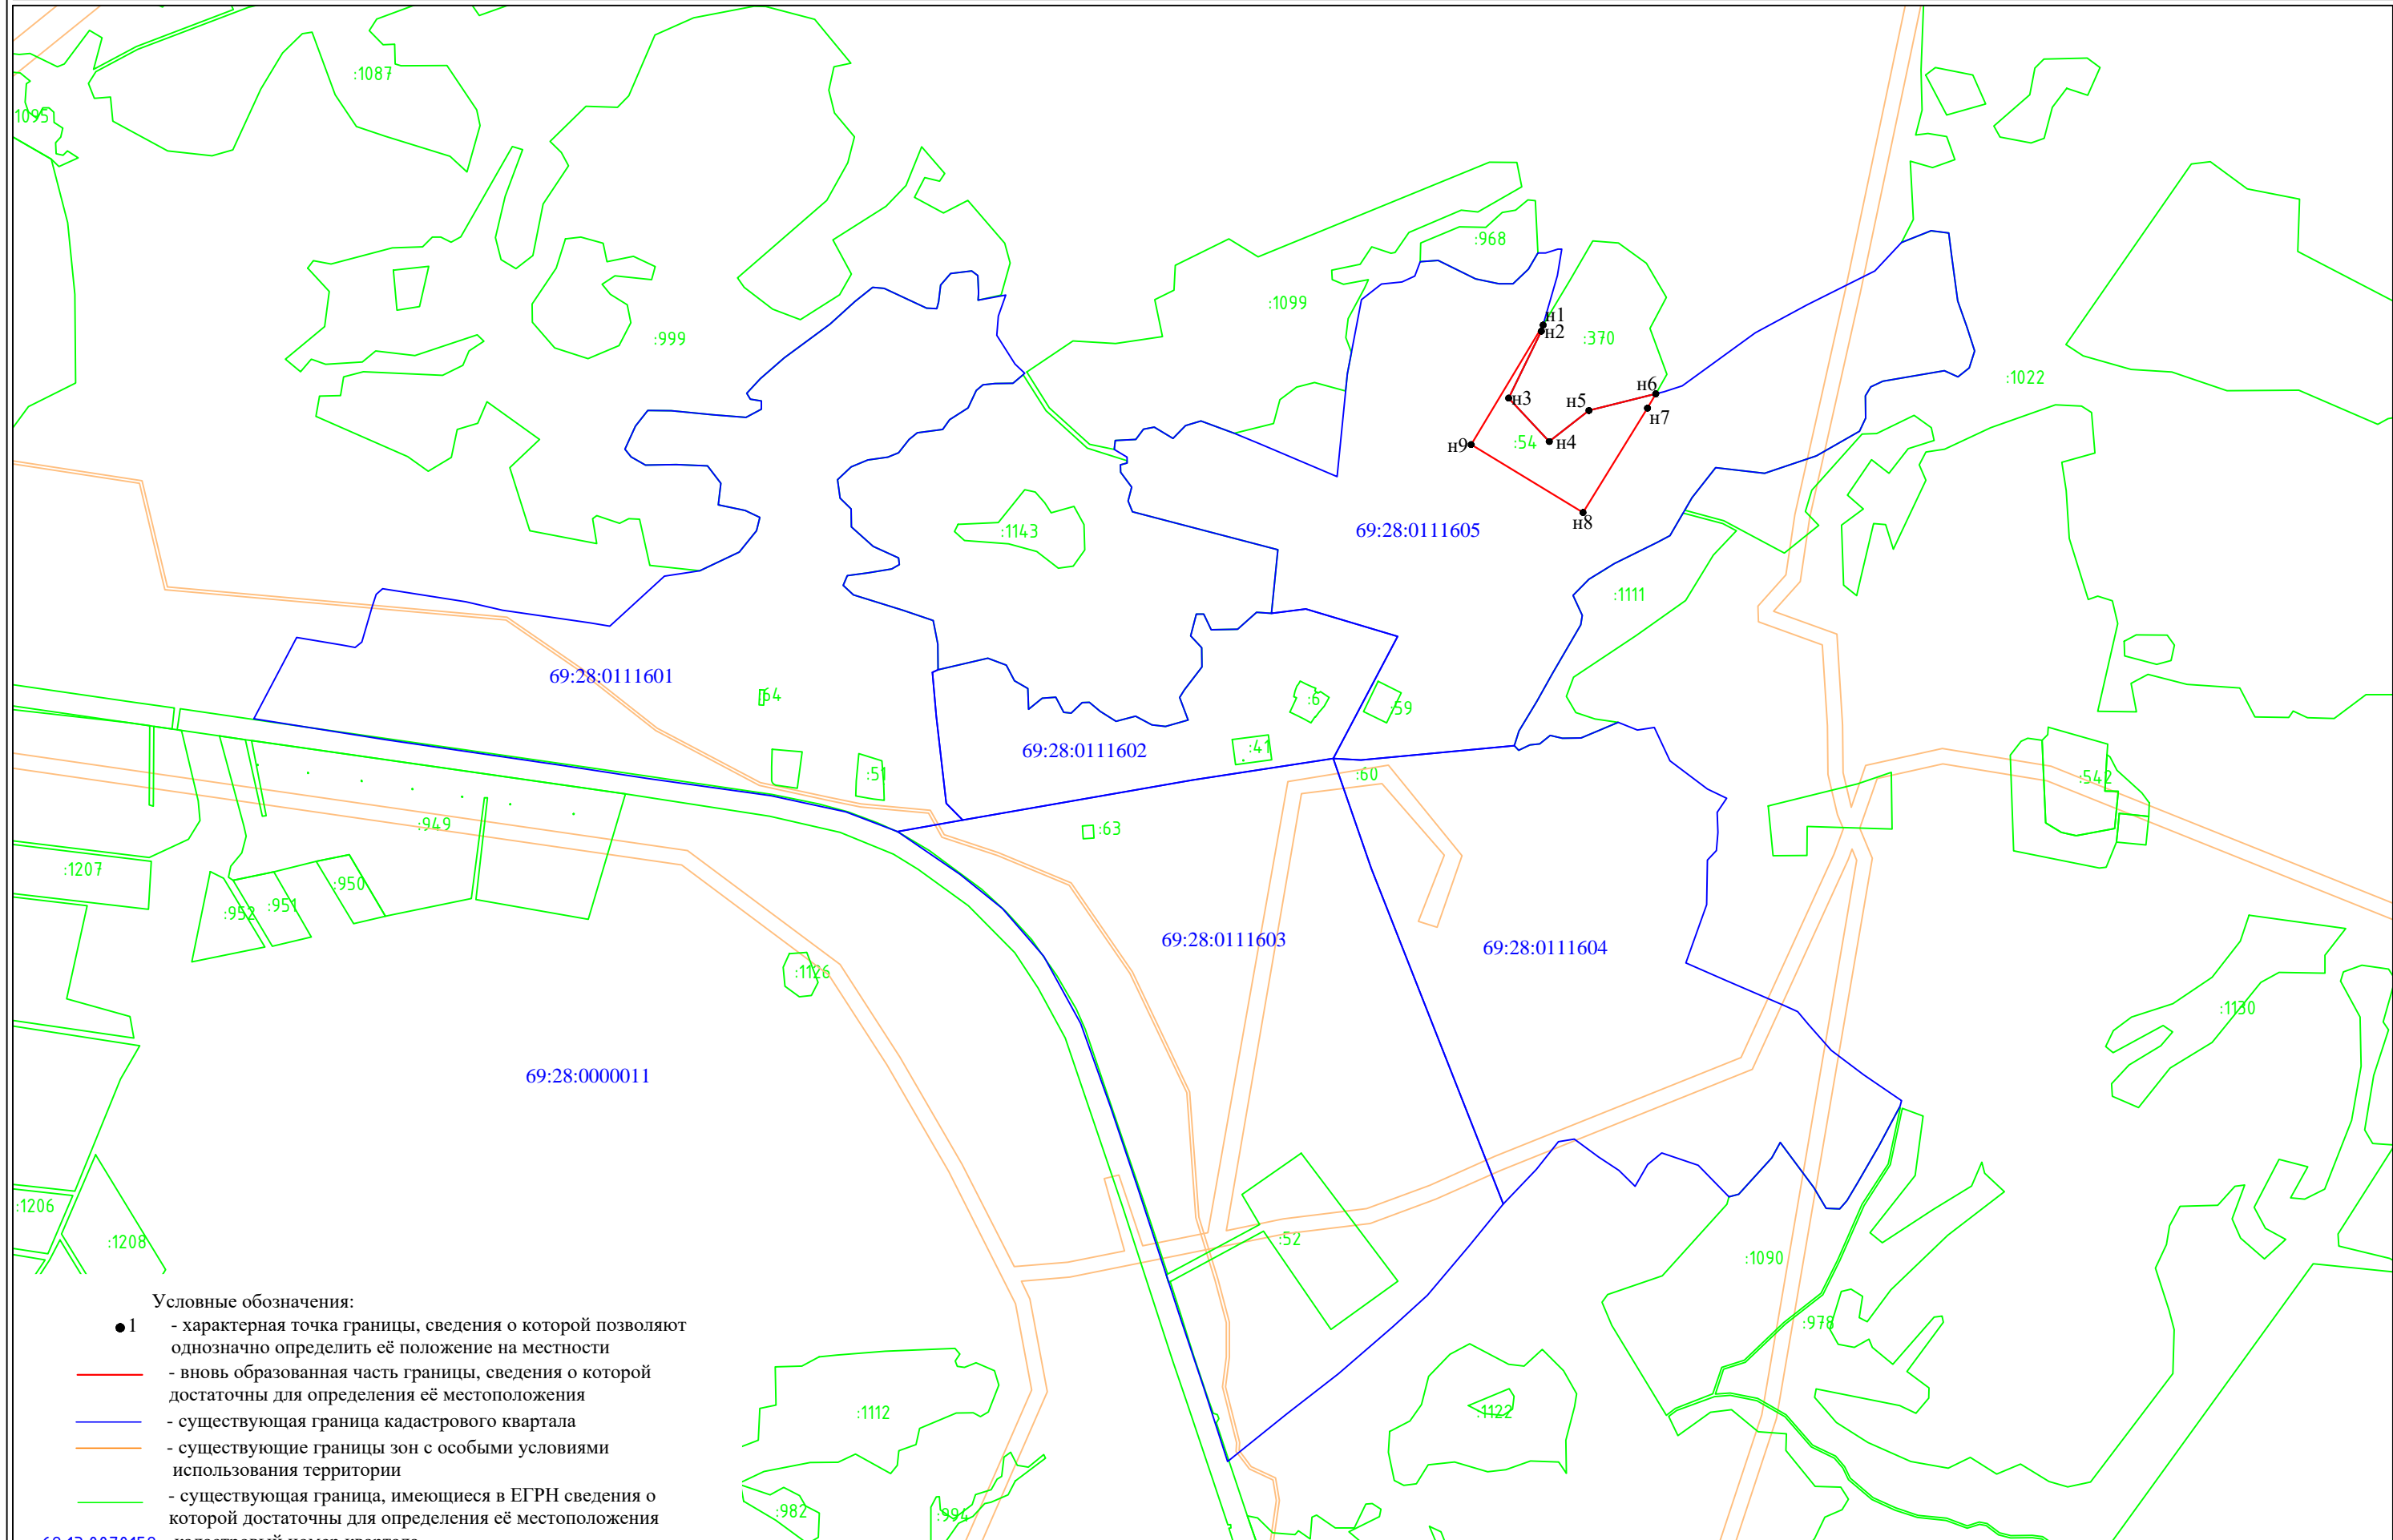 :1087
1095
:968
:1099
н1
н2
:370
:999
:1022
н6
н3
н5
н7
н9
:54
н4
н8
:1143
69:28:0111605
:1111
69:28:0111601
:64
:6
:59
69:28:0111602
:41
:51
:60
:542
:949
:63
:1207
:950
:952
:951
69:28:0111603
69:28:0111604
:1126
:1130
69:28:0000011
:1206
:1208
:52
:1090
:978
Условные обозначения:
1 - характерная точка границы, сведения о которой позволяют
однозначно определить её положение на местности
- вновь образованная часть границы, сведения о которой
достаточны для определения её местоположения
- существующая граница кадастрового квартала
- существующие границы зон с особыми условиями
использования территории
- существующая граница, имеющиеся в ЕГРН сведения о
которой достаточны для определения её местоположения
:1112
:1122
:982
:994